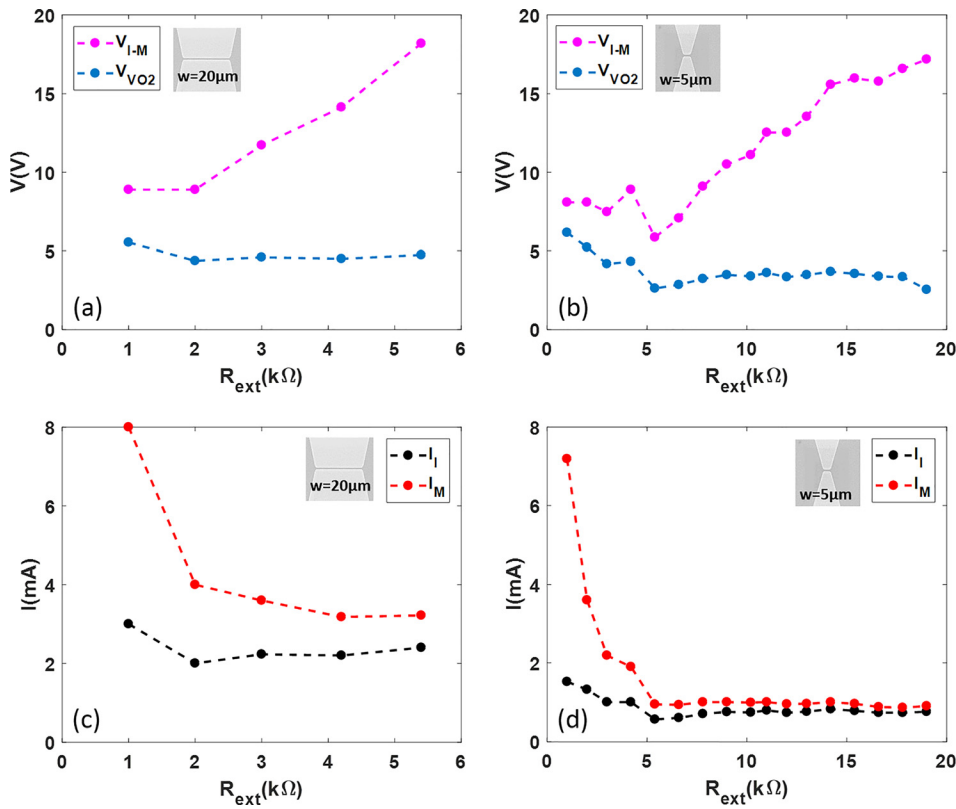 20
15
10
5
0
V(V)
V_I-M
V_VO2
w=20μm
(a)
0 1 2 3 4 5 6
R_ext(kΩ)
20
15
10
5
0
V(V)
V_I-M
V_VO2
w=5μm
(b)
0 5 10 15 20
R_ext(kΩ)
8
6
4
2
0
I(mA)
w=20μm
I_I
I_M
(c)
0 1 2 3 4 5 6
R_ext(kΩ)
8
6
4
2
0
I(mA)
w=5μm
I_I
I_M
(d)
0 5 10 15 20
R_ext(kΩ)